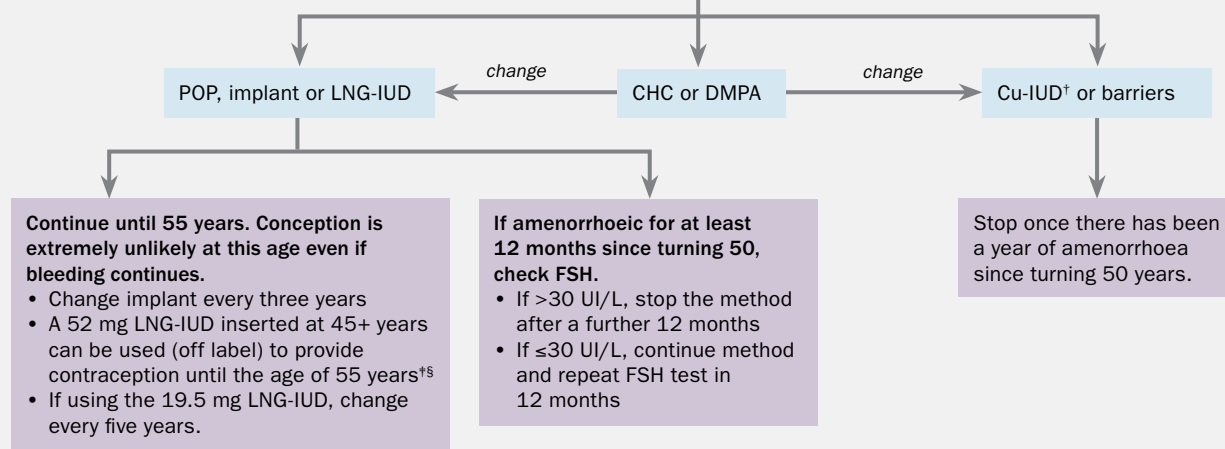 change
change
POP, implant or LNG-IUD
CHC or DMPA
Cu-IUD† or barriers
Continue until 55 years. Conception is
extremely unlikely at this age even if
bleeding continues.
• Change implant every three years
• A 52 mg LNG-IUD inserted at 45+ years
can be used (off label) to provide
contraception until the age of 55 years‡§
• If using the 19.5 mg LNG-IUD, change
every five years.
If amenorrhoeic for at least
12 months since turning 50,
check FSH.
• If >30 UI/L, stop the method
after a further 12 months
• If ≤30 UI/L, continue method
and repeat FSH test in
12 months
Stop once there has been
a year of amenorrhoea
since turning 50 years.